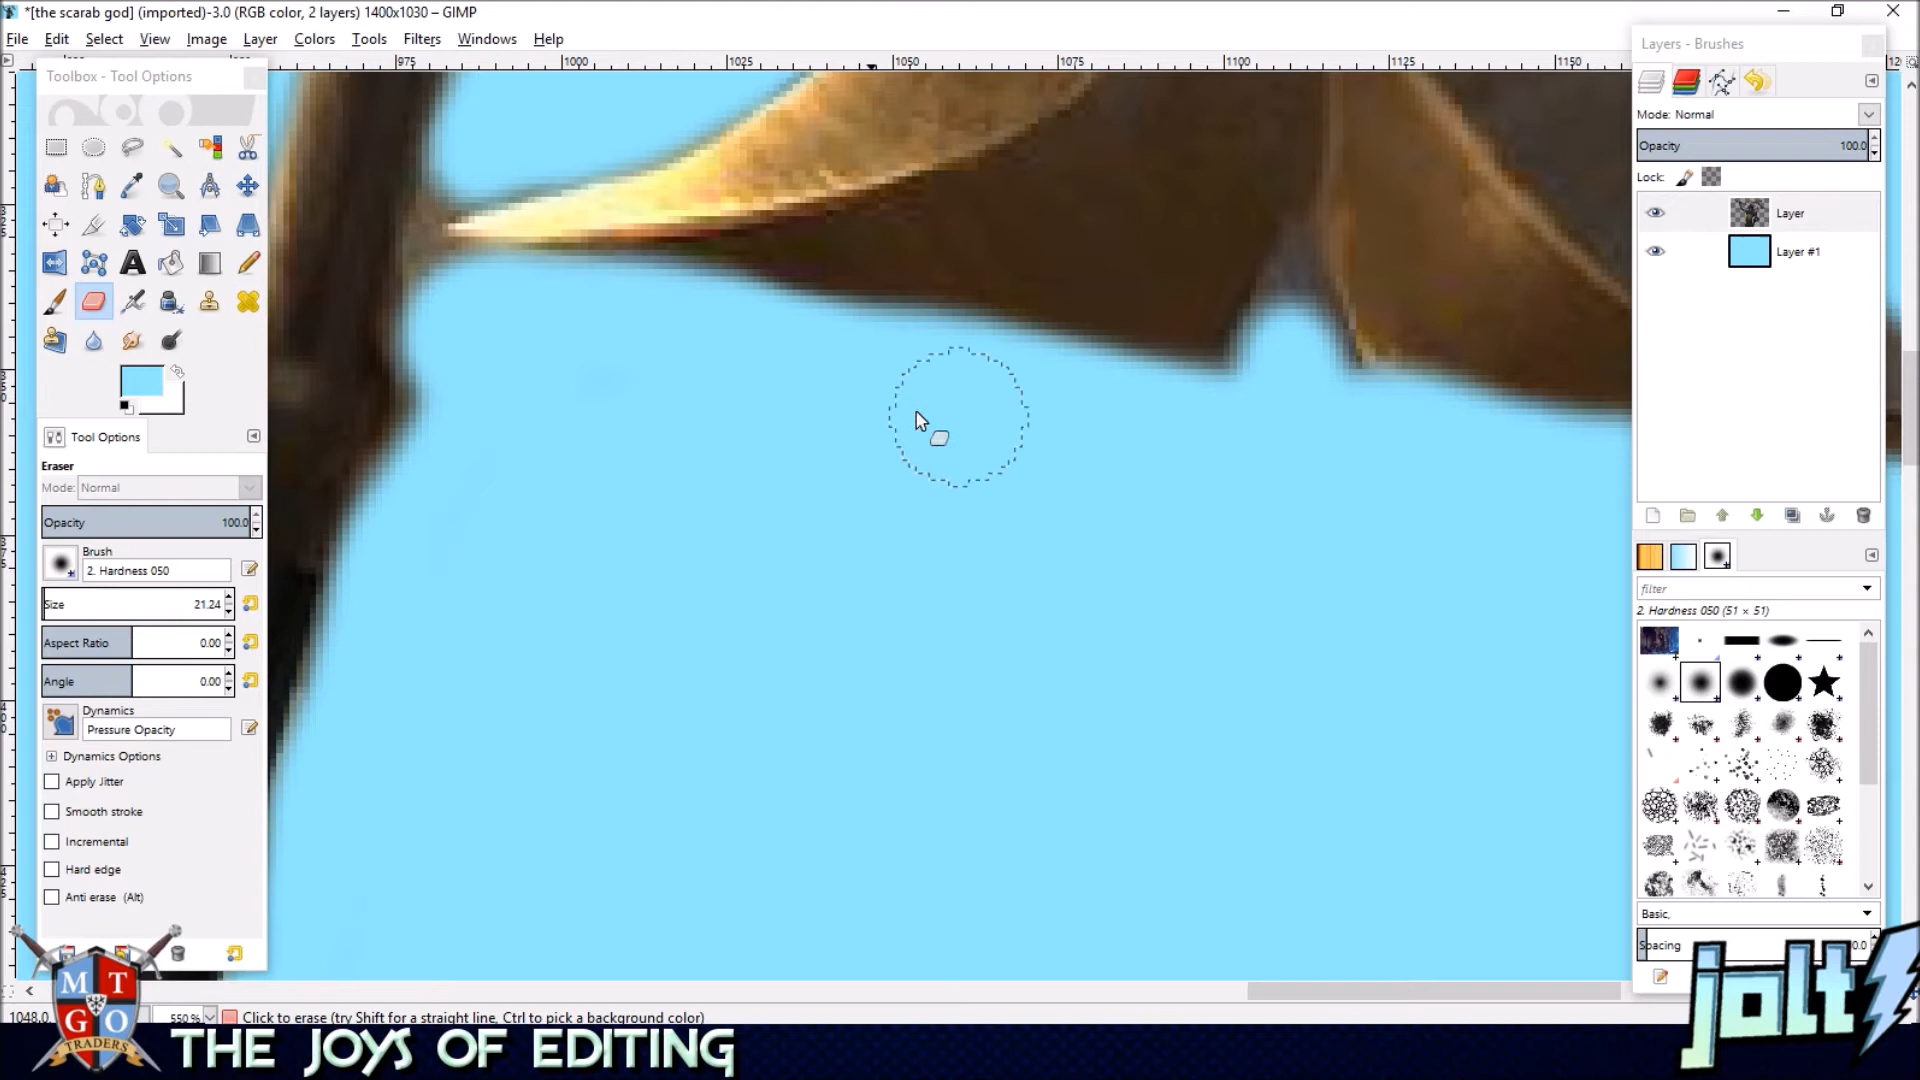 *[the scarab god] (imported)-3.0 (RGB color, 2 layers) 1400x1030 – GIMP
File Edit Select View Image Layer Colors Tools Filters Windows Help
Toolbox - Tool Options
975 1000 1025 1050 1075 1100 1125 1150
Layers - Brushes
Mode: Normal
Opacity 100.0
Lock:
Layer
Layer #1
Tool Options
Eraser
Mode: Normal
Opacity 100.0
Brush
2. Hardness 050
Size 21.24
Aspect Ratio 0.00
Angle 0.00
Dynamics
Pressure Opacity
Dynamics Options
Apply Jitter
Smooth stroke
Incremental
Hard edge
Anti erase (Alt)
filter
2. Hardness 050 (51 × 51)
Basic,
Spacing
1048.0,
550 %
Click to erase (try Shift for a straight line, Ctrl to pick a background color)
MT
GO
TRADERS
THE JOYS OF EDITING
jolt